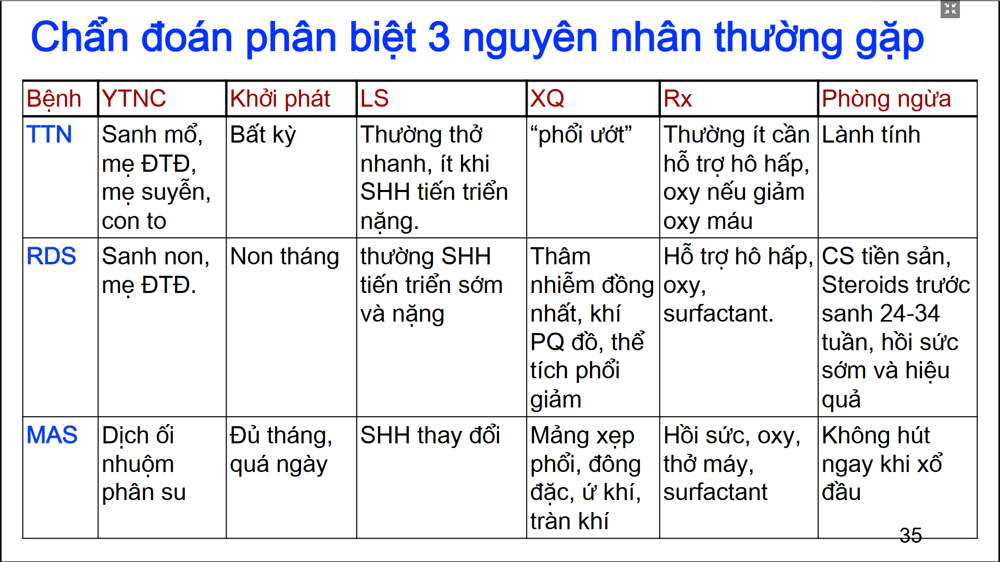 Chẩn đoán phân biệt 3 nguyên nhân thường gặp
Bệnh
YTNC
Khởi phát
LS
XQ
Rx
Phòng ngừa
TTN
Sanh mổ,
mẹ ĐTĐ,
mẹ suyễn,
con to
Bất kỳ
Thường thở
nhanh, ít khi
SHH tiến triển
nặng.
“phổi ướt”
Thường ít cần
hỗ trợ hô hấp,
oxy nếu giảm
oxy máu
Lành tính
RDS
Sanh non,
mẹ ĐTĐ.
Non tháng
thường SHH
tiến triển sớm
và nặng
Thâm
nhiễm đồng
nhất, khí
PQ đồ, thể
tích phổi
giảm
Hỗ trợ hô hấp,
oxy,
surfactant.
CS tiền sản,
Steroids trước
sanh 24-34
tuần, hồi sức
sớm và hiệu
quả
MAS
Dịch ối
nhuộm
phân su
Đủ tháng,
quá ngày
SHH thay đổi
Mảng xẹp
phổi, đông
đặc, ứ khí,
tràn khí
Hồi sức, oxy,
thở máy,
surfactant
Không hút
ngay khi xổ
đầu
35